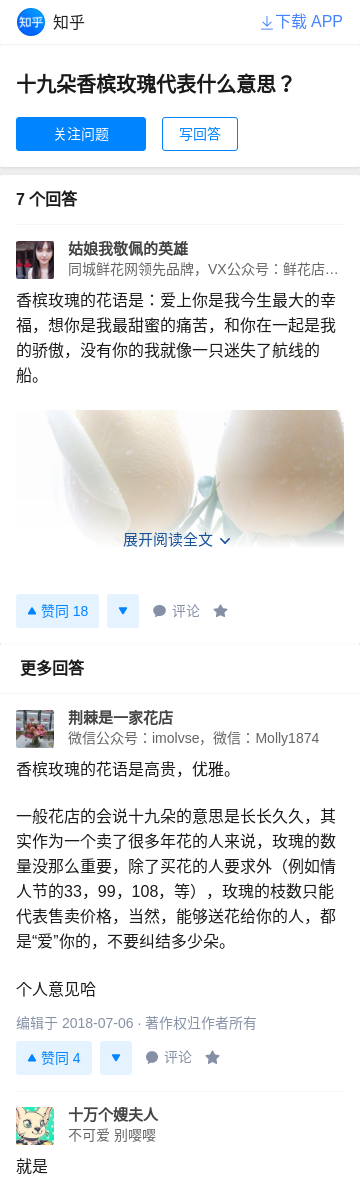 知乎 知乎 下载 APP
十九朵香槟玫瑰代表什么意思？
关注问题 写回答
7 个回答
姑娘我敬佩的英雄
同城鲜花网领先品牌，VX公众号：鲜花店…
香槟玫瑰的花语是：爱上你是我今生最大的幸
福，想你是我最甜蜜的痛苦，和你在一起是我
的骄傲，没有你的我就像一只迷失了航线的
船。
展开阅读全文
赞同 18 评论
更多回答
荆棘是一家花店
微信公众号：imolvse，微信：Molly1874
香槟玫瑰的花语是高贵，优雅。
一般花店的会说十九朵的意思是长长久久，其
实作为一个卖了很多年花的人来说，玫瑰的数
量没那么重要，除了买花的人要求外（例如情
人节的33，99，108，等），玫瑰的枝数只能
代表售卖价格，当然，能够送花给你的人，都
是“爱”你的，不要纠结多少朵。
个人意见哈
编辑于 2018-07-06 · 著作权归作者所有
赞同 4 评论
十万个嫂夫人
不可爱 别嘤嘤
就是